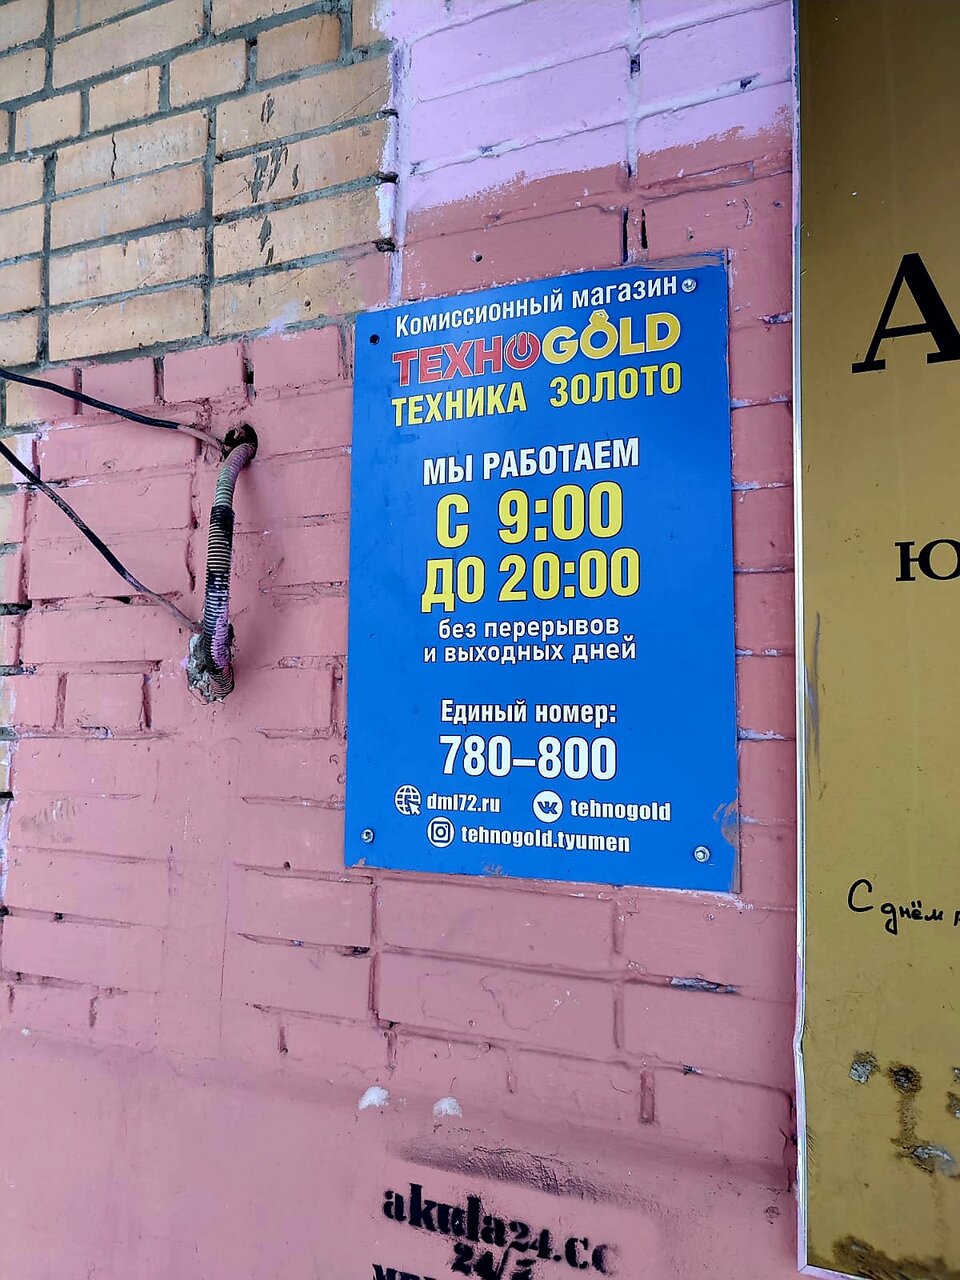 Комиссионный магазин
ТЕХНОGOLD
ТЕХНИКА ЗОЛОТО
МЫ РАБОТАЕМ
С 9:00
ДО 20:00
без перерывов
и выходных дней
Единый номер:
780–800
dml72.ru tehnogold
tehnogold.tyumen
А
Ю
С днём
akula24.cc
24/7